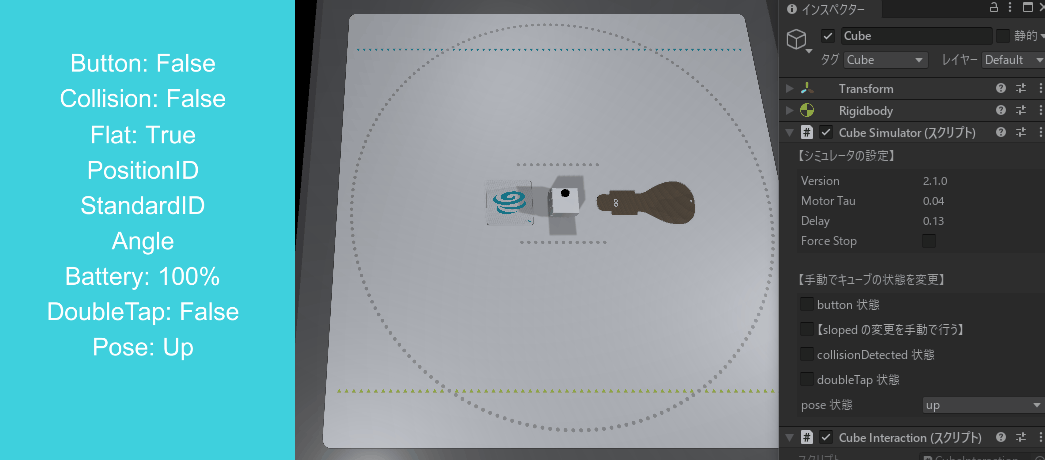 Button: False
Collision: False
Flat: True
PositionID
StandardID
Angle
Battery: 100%
DoubleTap: False
Pose: Up
インスペクター
Cube
静的
タグ Cube レイヤー Default
Transform
Rigidbody
# Cube Simulator (スクリプト)
【シミュレータの設定】
Version 2.1.0
Motor Tau 0.04
Delay 0.13
Force Stop
【手動でキューブの状態を変更】
button 状態
【sloped の変更を手動で行う】
collisionDetected 状態
doubleTap 状態
pose 状態 up
# Cube Interaction (スクリプト)